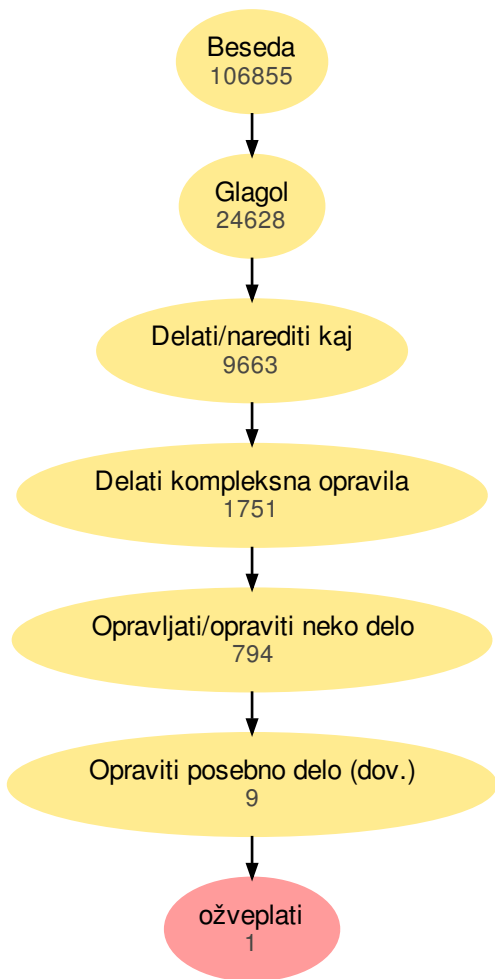 Beseda
106855
Glagol
24628
Delati/narediti kaj
9663
Delati kompleksna opravila
1751
Opravljati/opraviti neko delo
794
Opraviti posebno delo (dov.)
9
ožveplati
1